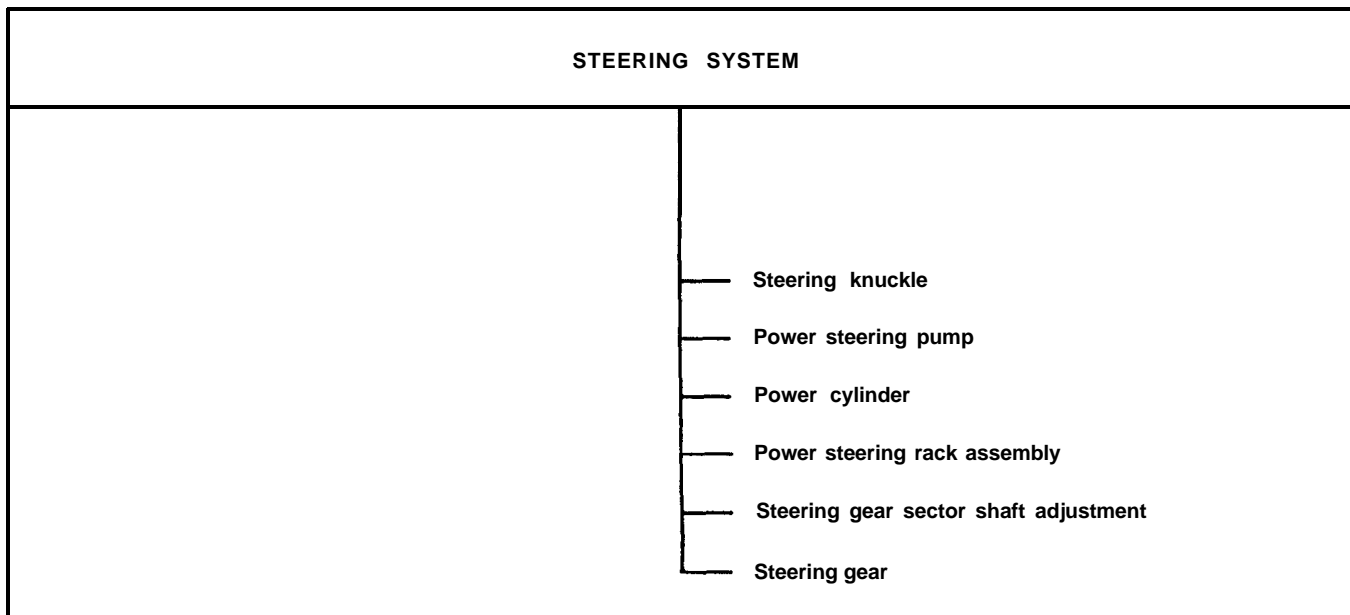 STEERING SYSTEM
Steering knuckle
Power steering pump
Power cylinder
Power steering rack assembly
Steering gear sector shaft adjustment
Steering gear